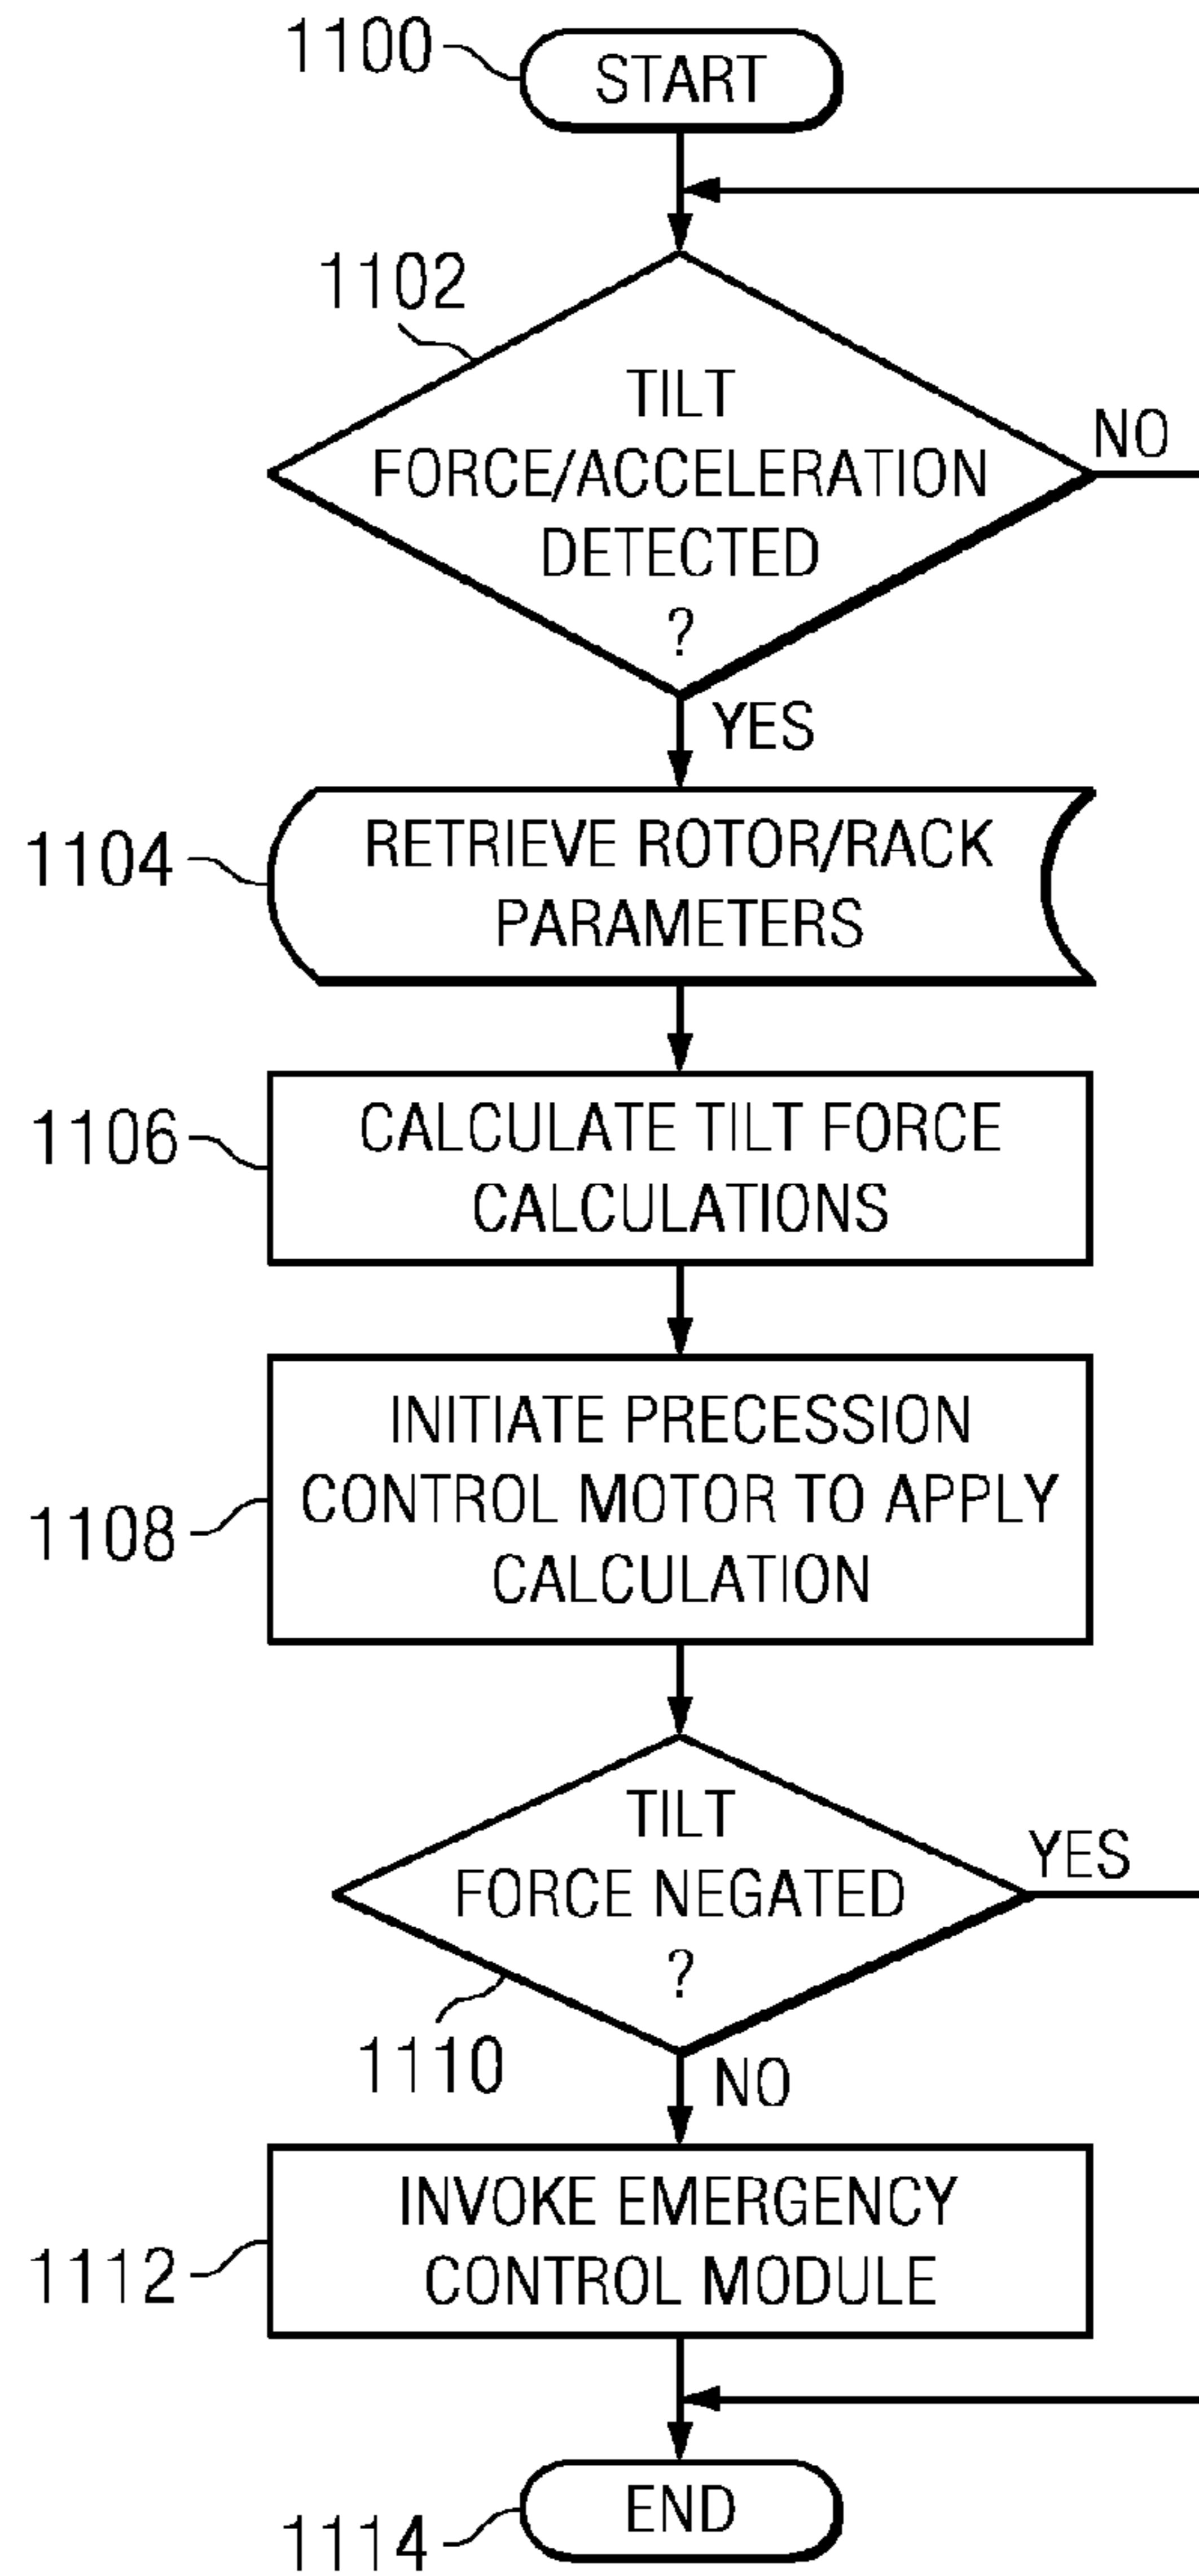 1100
START
1102
TILT
FORCE/ACCELERATION
DETECTED
?
NO
YES
1104
RETRIEVE ROTOR/RACK
PARAMETERS
1106
CALCULATE TILT FORCE
CALCULATIONS
INITIATE PRECESSION
CONTROL MOTOR TO APPLY
CALCULATION
1108
TILT
FORCE NEGATED
?
YES
1110
NO
INVOKE EMERGENCY
CONTROL MODULE
1112
END
1114